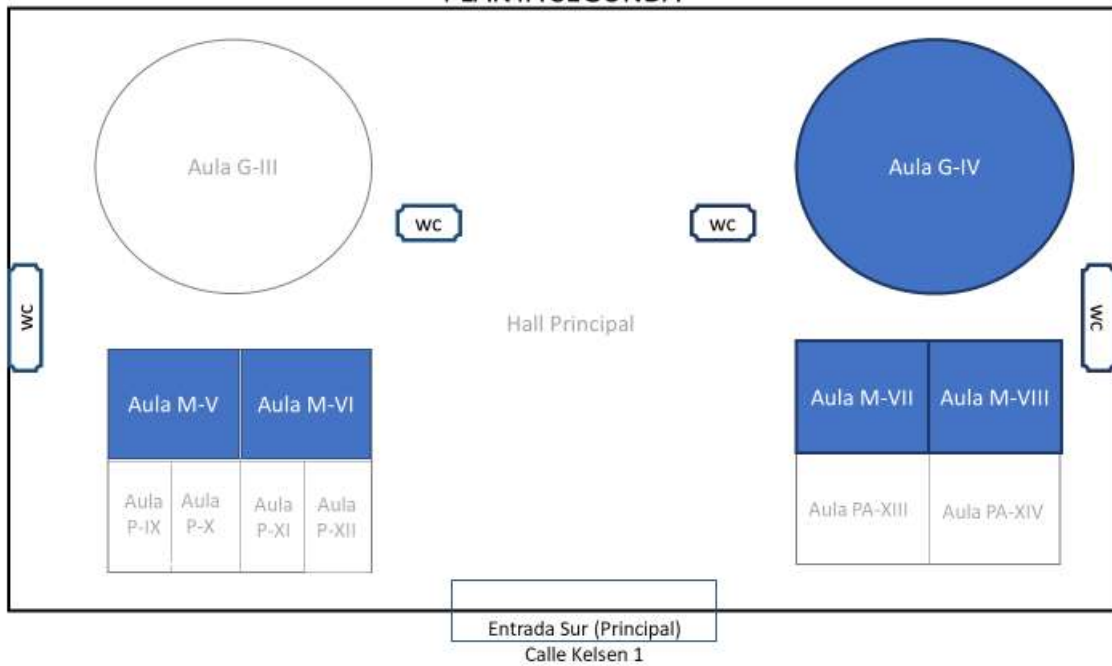 Aula G-III
Aula G-IV
wc
wc
wc
wc
Hall Principal
Aula M-V
Aula M-VI
Aula M-VII
Aula M-VIII
Aula
P-IX
Aula
P-X
Aula
P-XI
Aula
P-XII
Aula PA-XIII
Aula PA-XIV
Entrada Sur (Principal)
Calle Kelsen 1